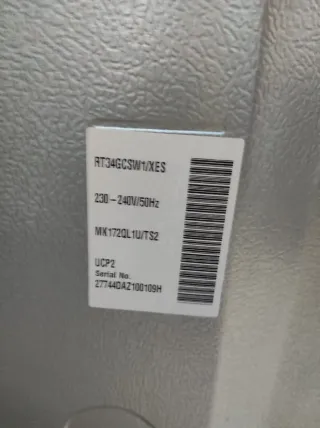 RT34GCSW1/XES
230~240V/50Hz
MK172QL1U/TS2
UCP2
Serial No.
27744DAZ100109H